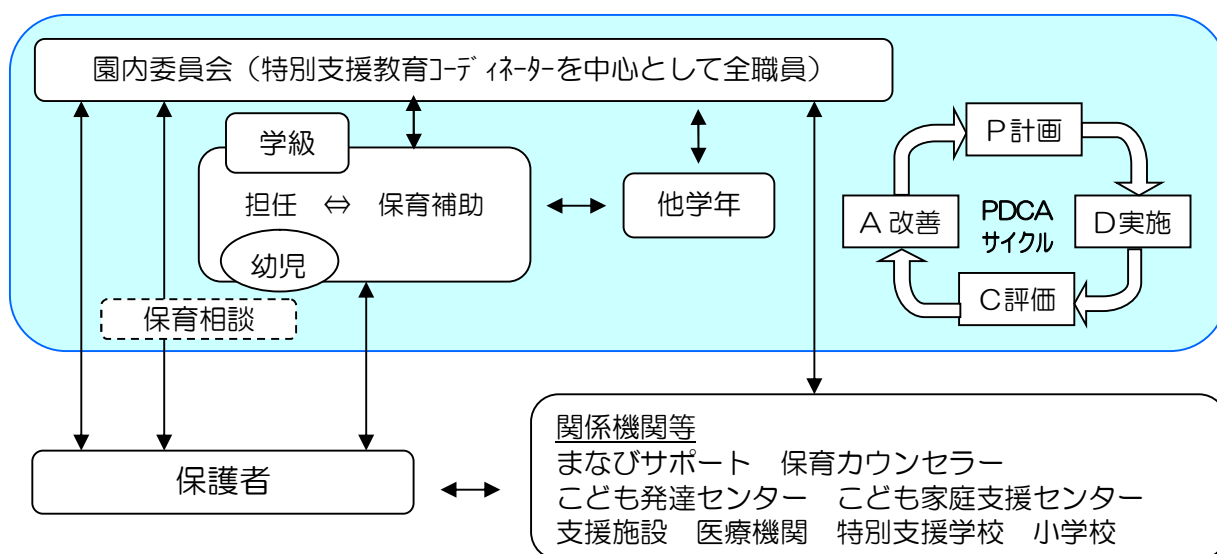 園内委員会（特別支援教育ｺｰﾃﾞｨﾈｰﾀｰを中心として全職員）
学級
担任 ⇔ 保育補助
幼児
他学年
保育相談
P計画
A改善
PDCA
サイクル
D実施
C評価
保護者
関係機関等
まなびサポート 保育カウンセラー
こども発達センター こども家庭支援センター
支援施設 医療機関 特別支援学校 小学校